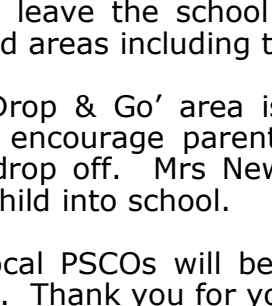 leave the school
d areas including t
Drop & Go’ area is
encourage parent
drop off. Mrs New
hild into school.
ocal PSCOs will be
. Thank you for yo